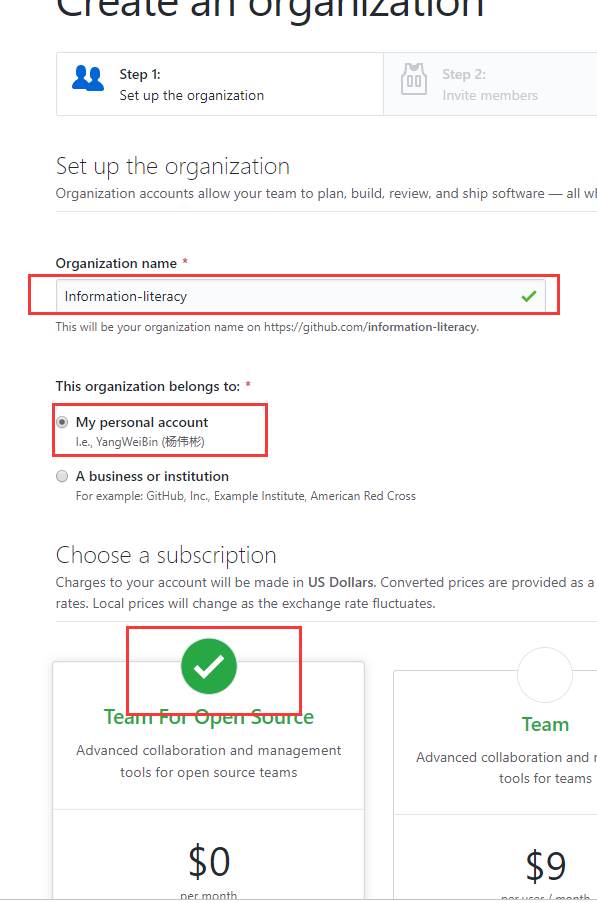 Create an organization
Step 1:
Set up the organization
Step 2:
Invite members
Set up the organization
Organization accounts allow your team to plan, build, review, and ship software — all
Organization name *
Information-literacy
This will be your organization name on https://github.com/information-literacy.
This organization belongs to: *
My personal account
I.e., YangWeiBin (杨伟彬)
A business or institution
For example: GitHub, Inc., Example Institute, American Red Cross
Choose a subscription
Charges to your account will be made in US Dollars. Converted prices are provided as a
rates. Local prices will change as the exchange rate fluctuates.
Team For Open Source
Advanced collaboration and management
tools for open source teams
$0
per month
Team
Advanced collaboration and
tools for teams
$9
per user / month